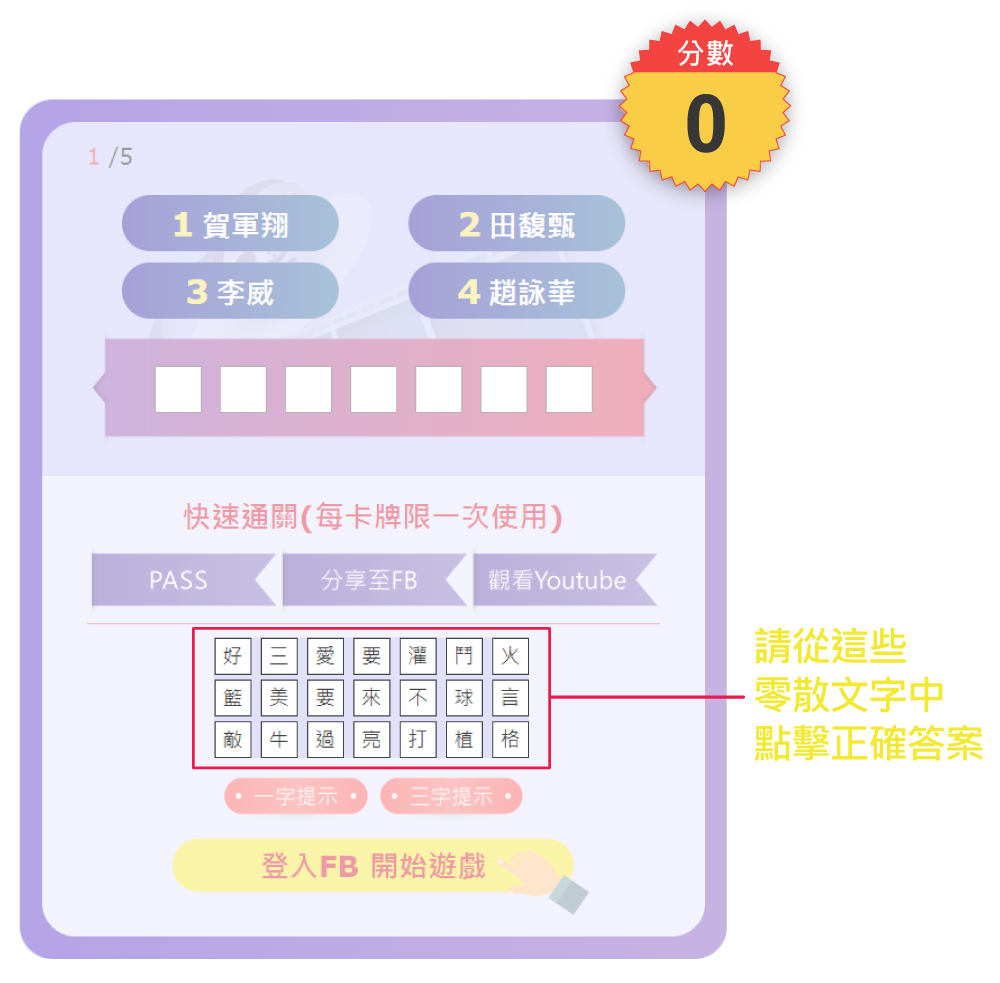 分數
0
1 /5
1 賀軍翔
2 田馥甄
3 李威
4 趙詠華
快速通關(每卡牌限一次使用)
PASS
分享至FB
觀看Youtube
好 三 愛 要 灌 鬥 火
籃 美 要 來 不 球 言
敵 牛 過 亮 打 植 格
請從這些
零散文字中
點擊正確答案
• 一字提示 •
• 三字提示 •
登入FB 開始遊戲